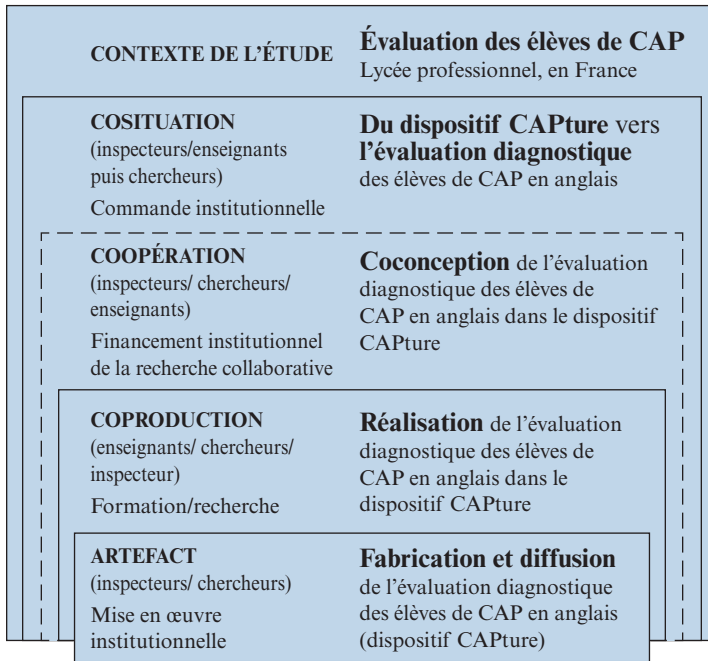 CONTEXTE DE L'ÉTUDE
Évaluation des élèves de CAP
Lycée professionnel, en France
COSITUATION
(inspecteurs/enseignants
puis chercheurs)
Commande institutionnelle
Du dispositif CAPture vers
l'évaluation diagnostique
des élèves de CAP en anglais
COOPÉRATION
(inspecteurs/ chercheurs/
enseignants)
Financement institutionnel
de la recherche collaborative
Coconception de l'évaluation
diagnostique des élèves de
CAP en anglais dans le dispositif
CAPture
COPRODUCTION
(enseignants/ chercheurs/
inspecteur)
Formation/recherche
Réalisation de l'évaluation
diagnostique des élèves de
CAP en anglais dans le
dispositif CAPture
ARTEFACT
(inspecteurs/ chercheurs)
Mise en œuvre
institutionnelle
Fabrication et diffusion
de l'évaluation diagnostique
des élèves de CAP en anglais
(dispositif CAPture)